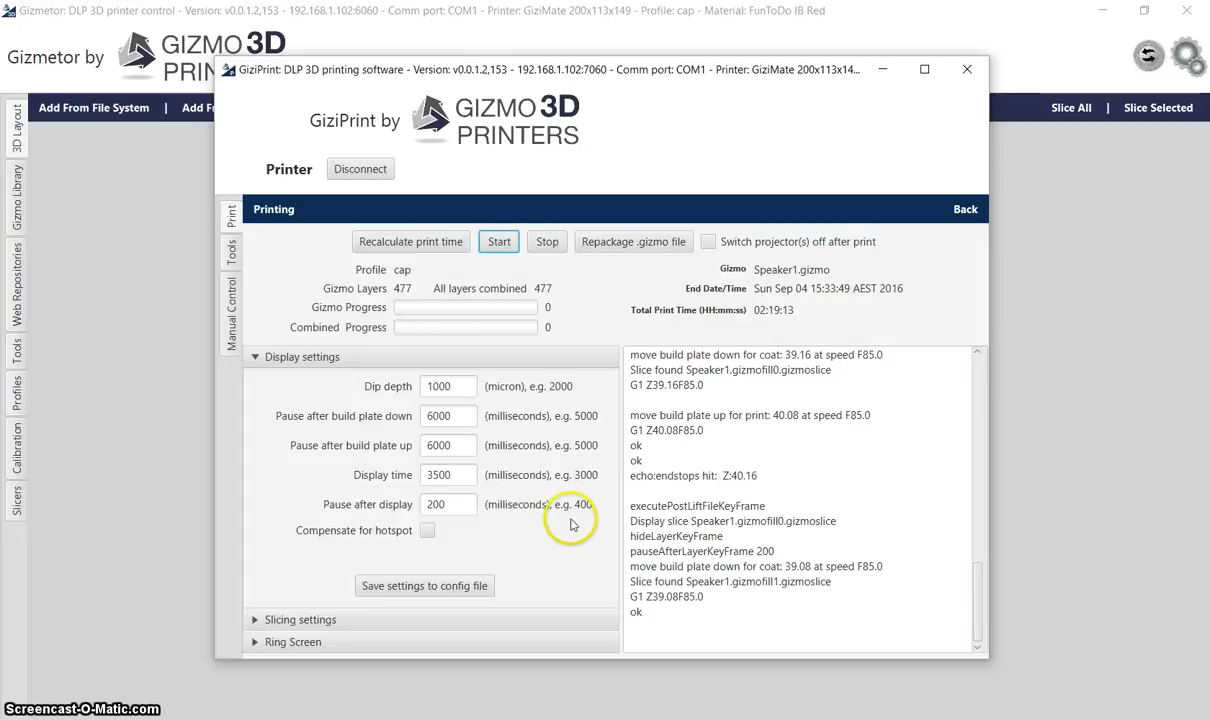 Gizmetor: DLP 3D printer control - Version: v0.0.1.2,153 - 192.168.1.102:6060 - Comm port: COM1 - Printer: GiziMate 200x113x149 - Profile: cap - Material: FunToDo IB Red
Gizmetor by
GIZMO 3D
PRIN
Add From File System | Add Fr
Slice All | Slice Selected
3D Layout
Gizmo Library
Web Repositories
Tools
Profiles
Calibration
Slicers
GiziPrint: DLP 3D printing software - Version: v0.0.1.2,153 - 192.168.1.102:7060 - Comm port: COM1 - Printer: GiziMate 200x113x14...
GiziPrint by
GIZMO 3D
PRINTERS
Printer Disconnect
Print
Tools
Manual Control
Printing Back
Recalculate print time Start Stop Repackage .gizmo file Switch projector(s) off after print
Profile cap
Gizmo Speaker1.gizmo
Gizmo Layers 477 All layers combined 477
End Date/Time Sun Sep 04 15:33:49 AEST 2016
Gizmo Progress 0
Total Print Time (HH:mm:ss) 02:19:13
Combined Progress 0
Display settings
Dip depth 1000 (micron), e.g. 2000
Pause after build plate down 6000 (milliseconds), e.g. 5000
Pause after build plate up 6000 (milliseconds), e.g. 5000
Display time 3500 (milliseconds), e.g. 3000
Pause after display 200 (milliseconds), e.g. 400
Compensate for hotspot
Save settings to config file
Slicing settings
Ring Screen
move build plate down for coat: 39.16 at speed F85.0
Slice found Speaker1.gizmofill0.gizmoslice
G1 Z39.16F85.0
move build plate up for print: 40.08 at speed F85.0
G1 Z40.08F85.0
ok
ok
echo:endstops hit: Z:40.16
executePostLiftFileKeyFrame
Display slice Speaker1.gizmofill0.gizmoslice
hideLayerKeyFrame
pauseAfterLayerKeyFrame 200
move build plate down for coat: 39.08 at speed F85.0
Slice found Speaker1.gizmofill1.gizmoslice
G1 Z39.08F85.0
ok
Screencast-O-Matic.com